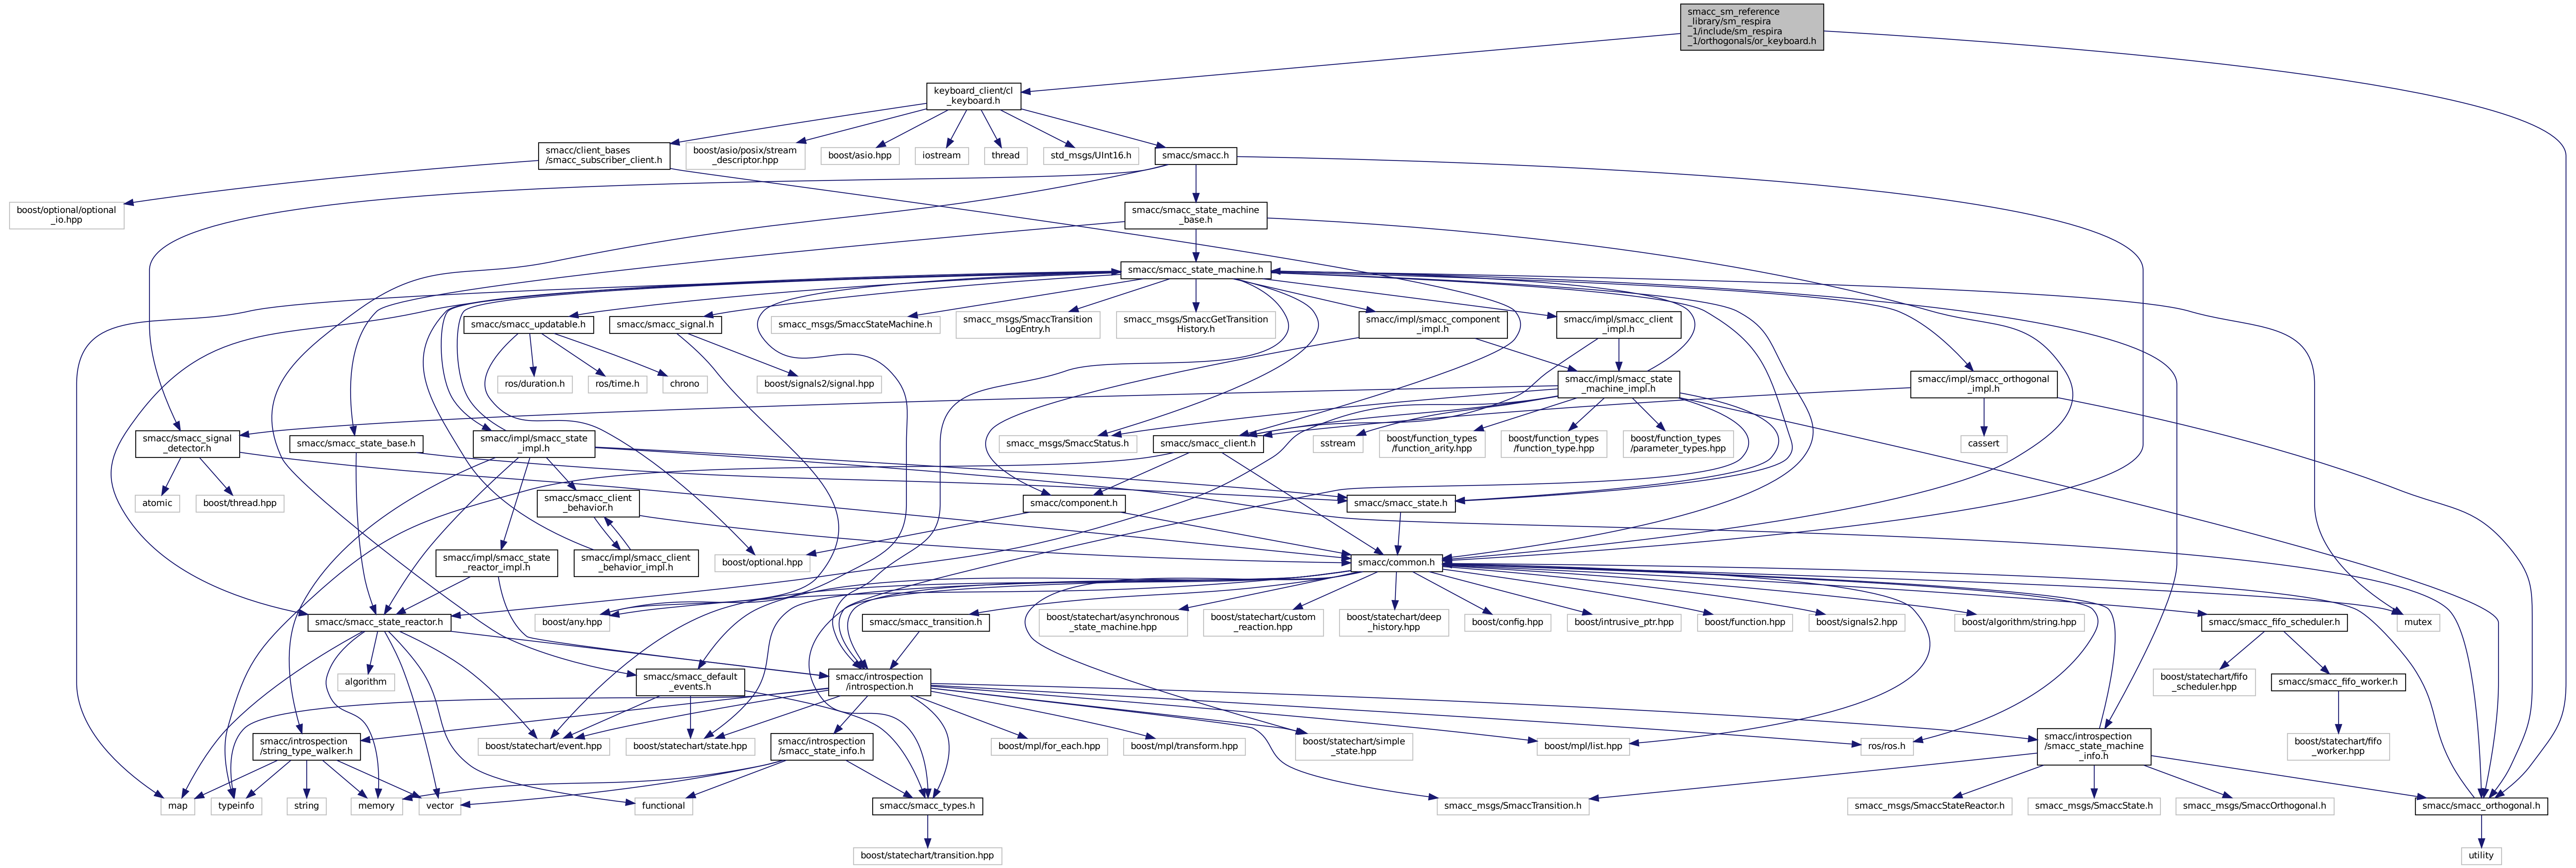 smacc_sm_reference
_library/sm_respira
_1/include/sm_respira
_1/orthogonals/or_keyboard.h
keyboard_client/cl
_keyboard.h
smacc/client_bases
/smacc_subscriber_client.h
boost/asio/posix/stream
_descriptor.hpp
boost/asio.hpp
iostream
thread
std_msgs/UInt16.h
smacc/smacc.h
boost/optional/optional
_io.hpp
smacc/smacc_state_machine
_base.h
smacc/smacc_state_machine.h
smacc/smacc_updatable.h
smacc/smacc_signal.h
smacc_msgs/SmaccStateMachine.h
smacc_msgs/SmaccTransition
LogEntry.h
smacc_msgs/SmaccGetTransition
History.h
smacc/impl/smacc_component
_impl.h
smacc/impl/smacc_client
_impl.h
ros/duration.h
ros/time.h
chrono
boost/signals2/signal.hpp
smacc/impl/smacc_state
_machine_impl.h
smacc/impl/smacc_orthogonal
_impl.h
smacc/smacc_signal
_detector.h
smacc/smacc_state_base.h
smacc/impl/smacc_state
_impl.h
smacc_msgs/SmaccStatus.h
smacc/smacc_client.h
sstream
boost/function_types
/function_arity.hpp
boost/function_types
/function_type.hpp
boost/function_types
/parameter_types.hpp
cassert
atomic
boost/thread.hpp
smacc/smacc_client
_behavior.h
smacc/component.h
smacc/smacc_state.h
smacc/impl/smacc_state
_reactor_impl.h
smacc/impl/smacc_client
_behavior_impl.h
boost/optional.hpp
smacc/common.h
smacc/smacc_state_reactor.h
boost/any.hpp
smacc/smacc_transition.h
boost/statechart/asynchronous
_state_machine.hpp
boost/statechart/custom
_reaction.hpp
boost/statechart/deep
_history.hpp
boost/config.hpp
boost/intrusive_ptr.hpp
boost/function.hpp
boost/signals2.hpp
boost/algorithm/string.hpp
smacc/smacc_fifo_scheduler.h
mutex
algorithm
smacc/smacc_default
_events.h
smacc/introspection
/introspection.h
boost/statechart/fifo
_scheduler.hpp
smacc/smacc_fifo_worker.h
smacc/introspection
/string_type_walker.h
boost/statechart/event.hpp
boost/statechart/state.hpp
smacc/introspection
/smacc_state_info.h
boost/mpl/for_each.hpp
boost/mpl/transform.hpp
boost/statechart/simple
_state.hpp
boost/mpl/list.hpp
ros/ros.h
smacc/introspection
/smacc_state_machine
_info.h
boost/statechart/fifo
_worker.hpp
map
typeinfo
string
memory
vector
functional
smacc/smacc_types.h
smacc_msgs/SmaccTransition.h
smacc_msgs/SmaccStateReactor.h
smacc_msgs/SmaccState.h
smacc_msgs/SmaccOrthogonal.h
smacc/smacc_orthogonal.h
boost/statechart/transition.hpp
utility